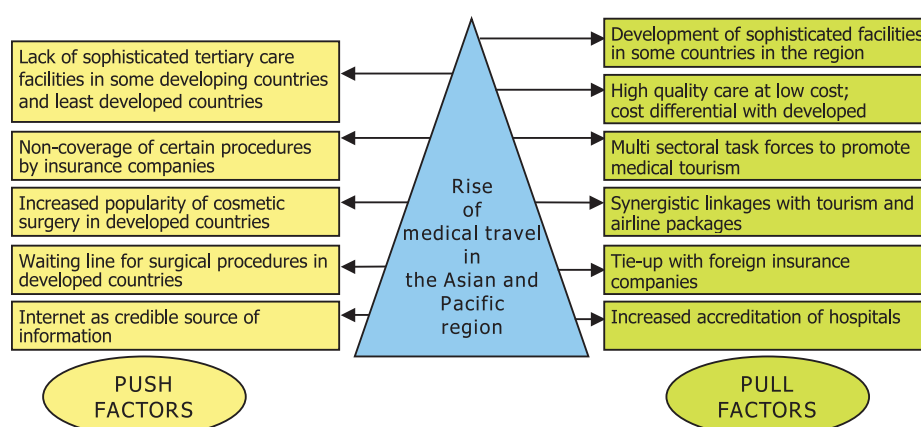 Lack of sophisticated tertiary care
facilities in some developing countries
and least developed countries
Non-coverage of certain procedures
by insurance companies
Increased popularity of cosmetic
surgery in developed countries
Waiting line for surgical procedures in
developed countries
Internet as credible source of
information
PUSH
FACTORS
Rise
of
medical travel
in
the Asian and
Pacific
region
Development of sophisticated facilities
in some countries in the region
High quality care at low cost;
cost differential with developed
Multi sectoral task forces to promote
medical tourism
Synergistic linkages with tourism and
airline packages
Tie-up with foreign insurance
companies
Increased accreditation of hospitals
PULL
FACTORS